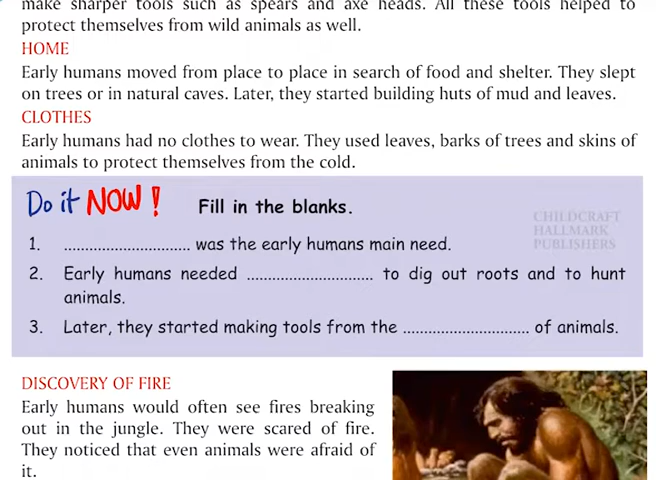 make sharper tools such as spears and axe heads. All these tools helped to
protect themselves from wild animals as well.
HOME
Early humans moved from place to place in search of food and shelter. They slept
on trees or in natural caves. Later, they started building huts of mud and leaves.
CLOTHES
Early humans had no clothes to wear. They used leaves, barks of trees and skins of
animals to protect themselves from the cold.
Do it NOW! Fill in the blanks.
CHILDCRAFT
HALLMARK
PUBLISHERS
1. ............................ was the early humans main need.
2. Early humans needed ............................ to dig out roots and to hunt
animals.
3. Later, they started making tools from the ............................ of animals.
DISCOVERY OF FIRE
Early humans would often see fires breaking
out in the jungle. They were scared of fire.
They noticed that even animals were afraid of
it.